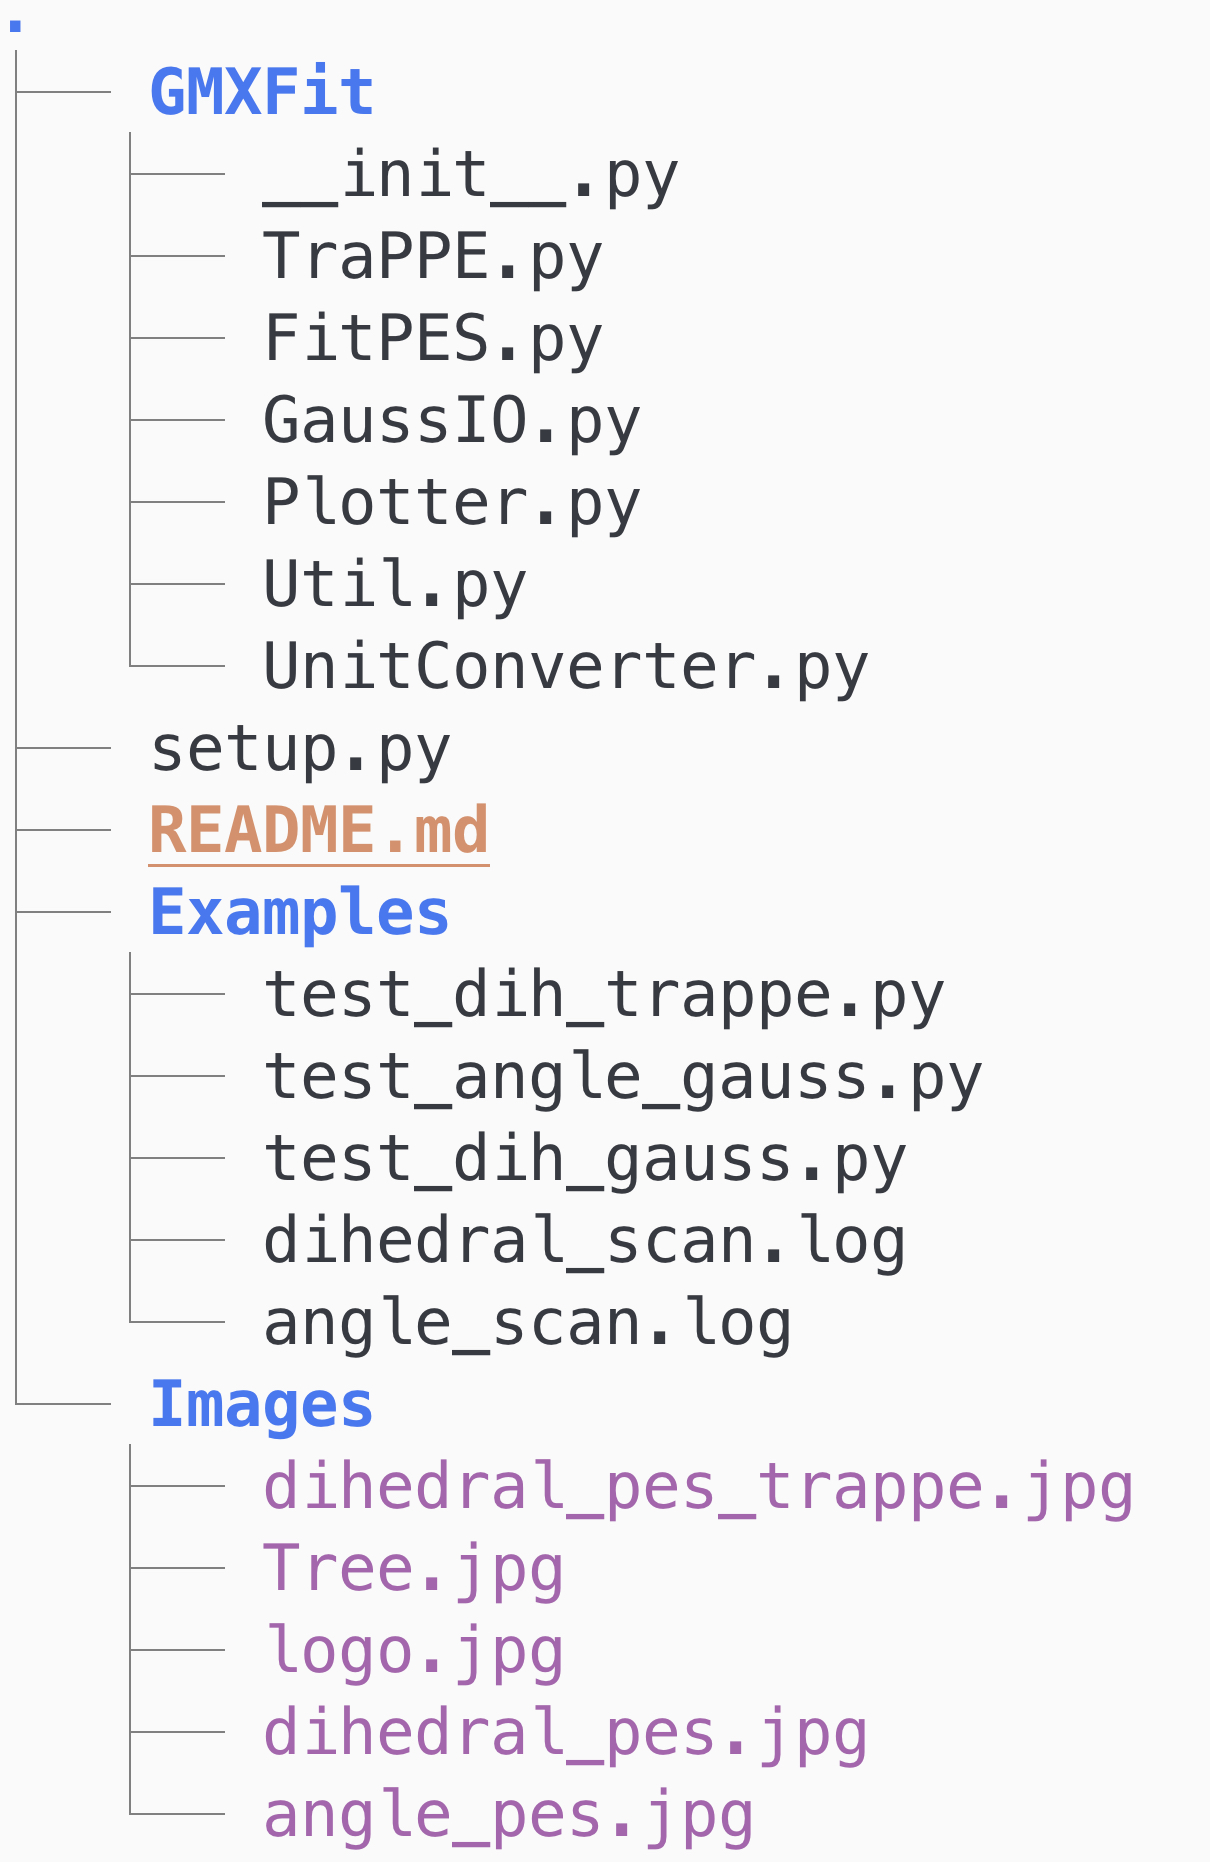 .
GMXFit
__init__.py
TraPPE.py
FitPES.py
GaussIO.py
Plotter.py
Util.py
UnitConverter.py
setup.py
README.md
Examples
test_dih_trappe.py
test_angle_gauss.py
test_dih_gauss.py
dihedral_scan.log
angle_scan.log
Images
dihedral_pes_trappe.jpg
Tree.jpg
logo.jpg
dihedral_pes.jpg
angle_pes.jpg